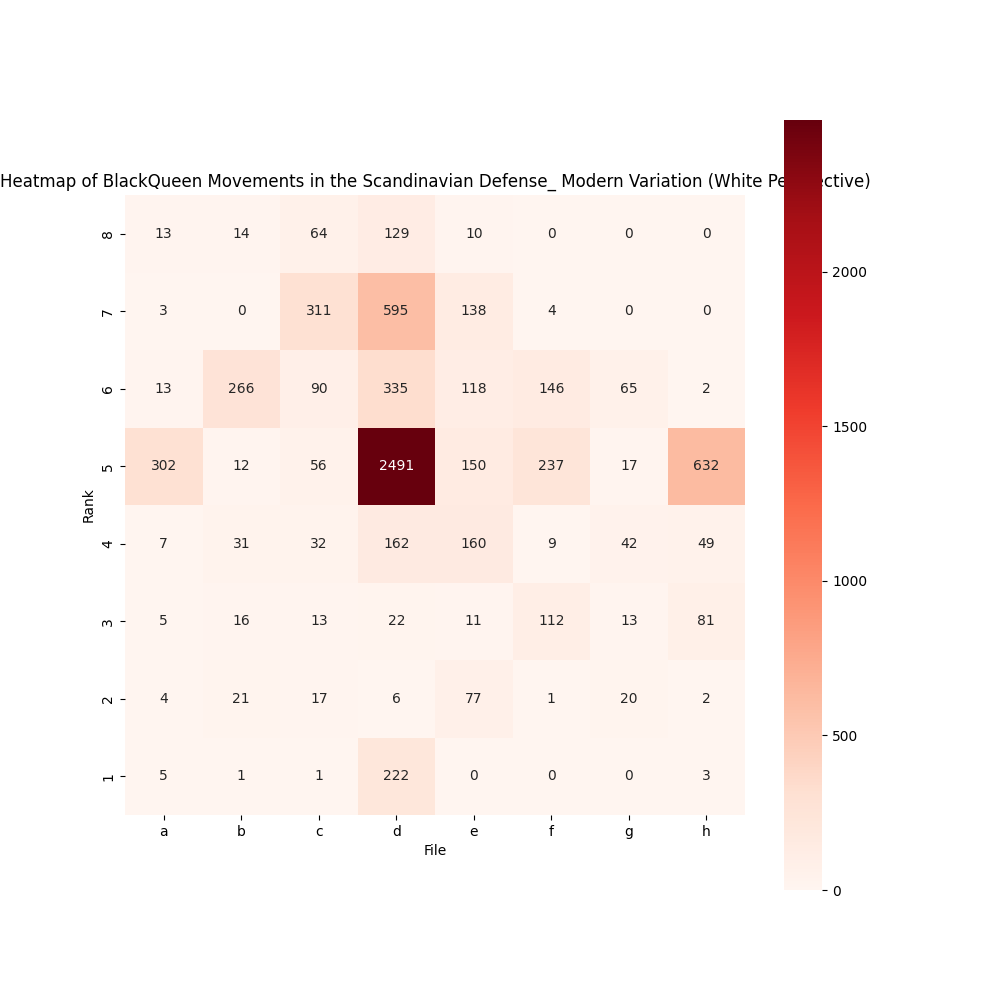 Heatmap of BlackQueen Movements in the Scandinavian Defense_ Modern Variation (White Pe ective)
8 13 14 64 129 10 0 0 0
7 3 0 311 595 138 4 0 0
6 13 266 90 335 118 146 65 2
5 302 12 56 2491 150 237 17 632
4 7 31 32 162 160 9 42 49
3 5 16 13 22 11 112 13 81
2 4 21 17 6 77 1 20 2
1 5 1 1 222 0 0 0 3
a b c d e f g h
File
Rank
2000
1500
1000
500
0